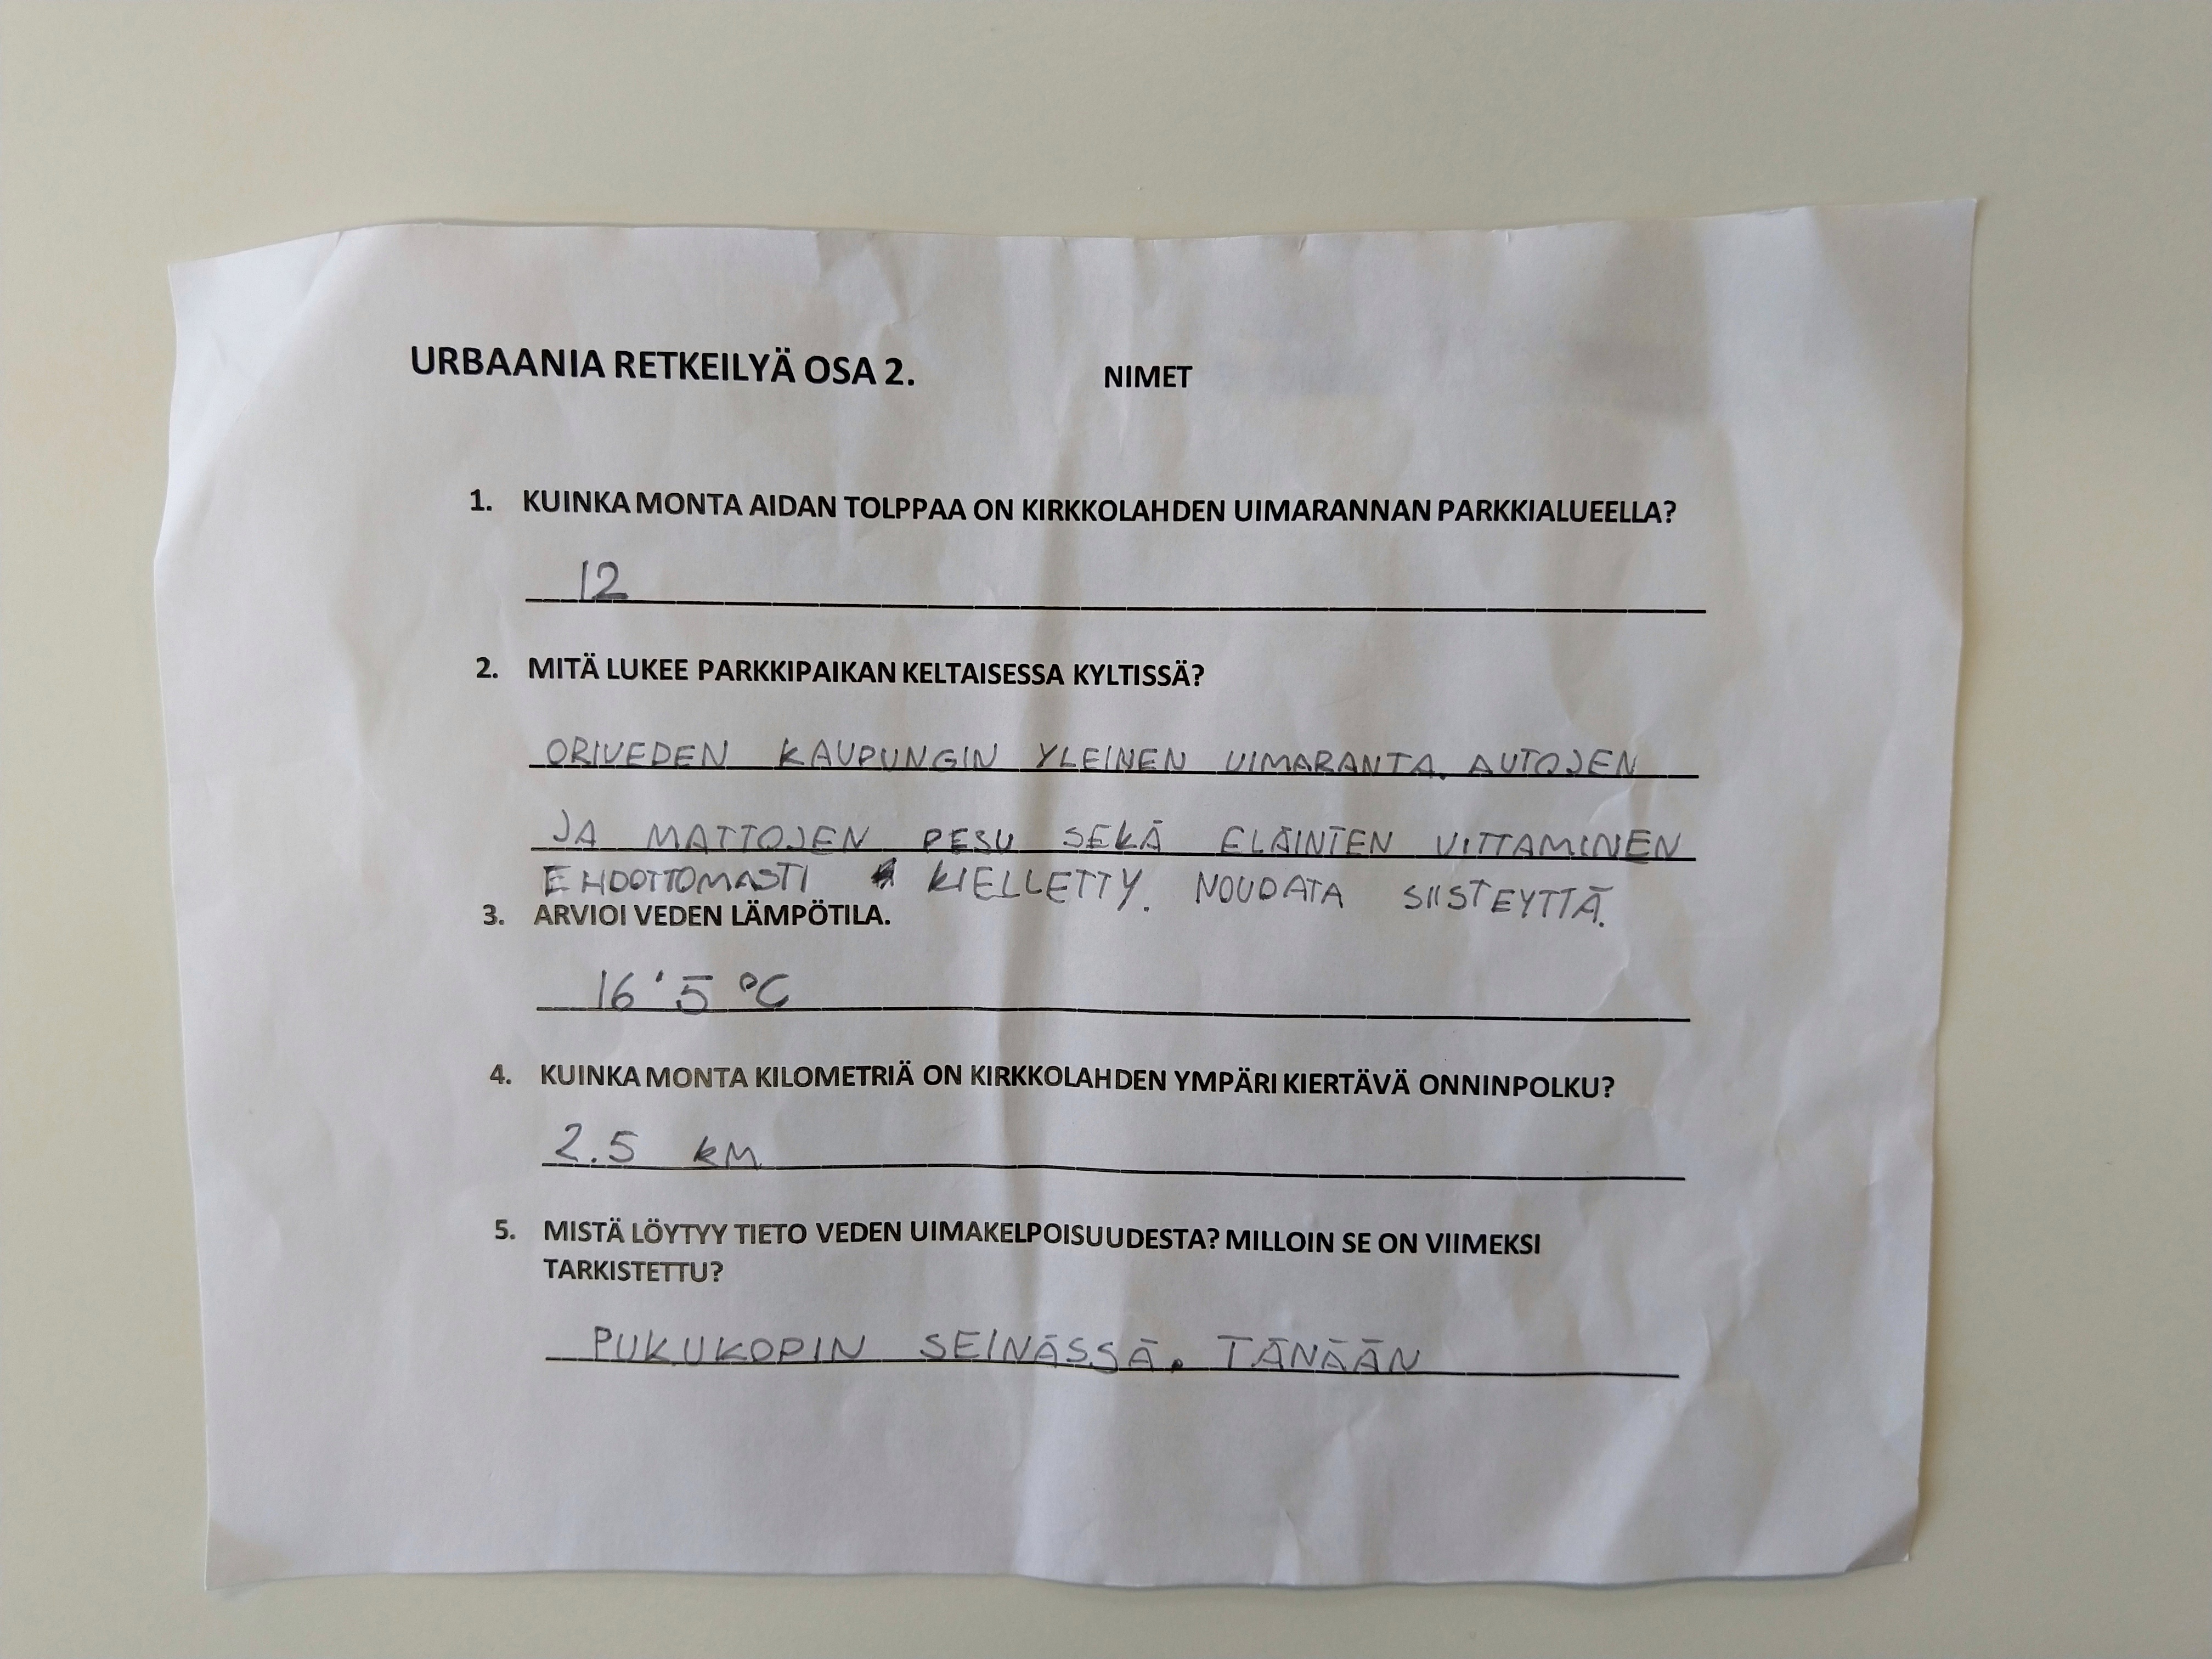 URBAANIA RETKEILYÄ OSA 2. NIMET
1. KUINKA MONTA AIDAN TOLPPAA ON KIRKKOLAHDEN UIMARANNAN PARKKIALUEELLA?
12
2. MITÄ LUKEE PARKKIPAIKAN KELTAISESSA KYLTISSÄ?
ORIVEDEN KAUPUNGIN YLEINEN UIMARANTA. AUTOJEN
JA MATTOJEN PESU SEKÄ ELÄINTEN UITTAMINEN
EHDOTTOMASTI KIELLETTY. NOUDATA SIISTEYTTÄ.
3. ARVIOI VEDEN LÄMPÖTILA.
16'5 °C
4. KUINKA MONTA KILOMETRIÄ ON KIRKKOLAHDEN YMPÄRI KIERTÄVÄ ONNINPOLKU?
2.5 km
5. MISTÄ LÖYTYY TIETO VEDEN UIMAKELPOISUUDESTA? MILLOIN SE ON VIIMEKSI
TARKISTETTU?
PUKUKOPIN SEINÄSSÄ. TÄNÄÄN